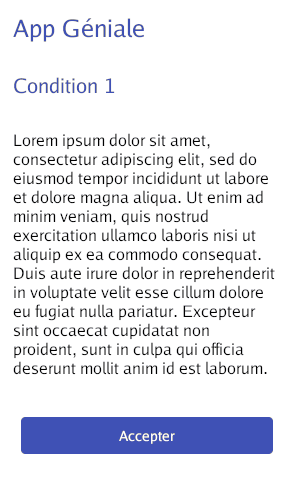 App Géniale
Condition 1
Lorem ipsum dolor sit amet,
consectetur adipiscing elit, sed do
eiusmod tempor incididunt ut labore
et dolore magna aliqua. Ut enim ad
minim veniam, quis nostrud
exercitation ullamco laboris nisi ut
aliquip ex ea commodo consequat.
Duis aute irure dolor in reprehenderit
in voluptate velit esse cillum dolore
eu fugiat nulla pariatur. Excepteur
sint occaecat cupidatat non
proident, sunt in culpa qui officia
deserunt mollit anim id est laborum.
Accepter